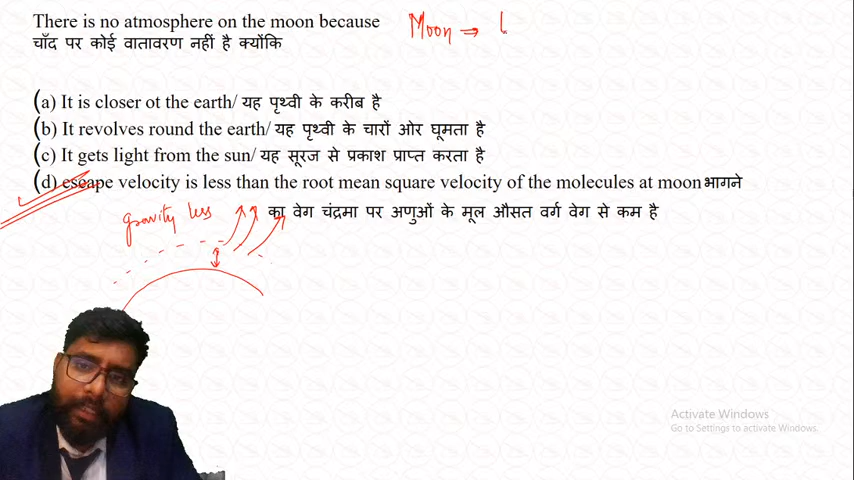 There is no atmosphere on the moon because
Moon →
चाँद पर कोई वातावरण नहीं है क्योंकि
(a) It is closer ot the earth/ यह पृथ्वी के करीब है
(b) It revolves round the earth/ यह पृथ्वी के चारों ओर घूमता है
(c) It gets light from the sun/ यह सूरज से प्रकाश प्राप्त करता है
(d) escape velocity is less than the root mean square velocity of the molecules at moon भागने
gravity less
का वेग चंद्रमा पर अणुओं के मूल औसत वर्ग वेग से कम है
Activate Windows
Go to Settings to activate Windows.